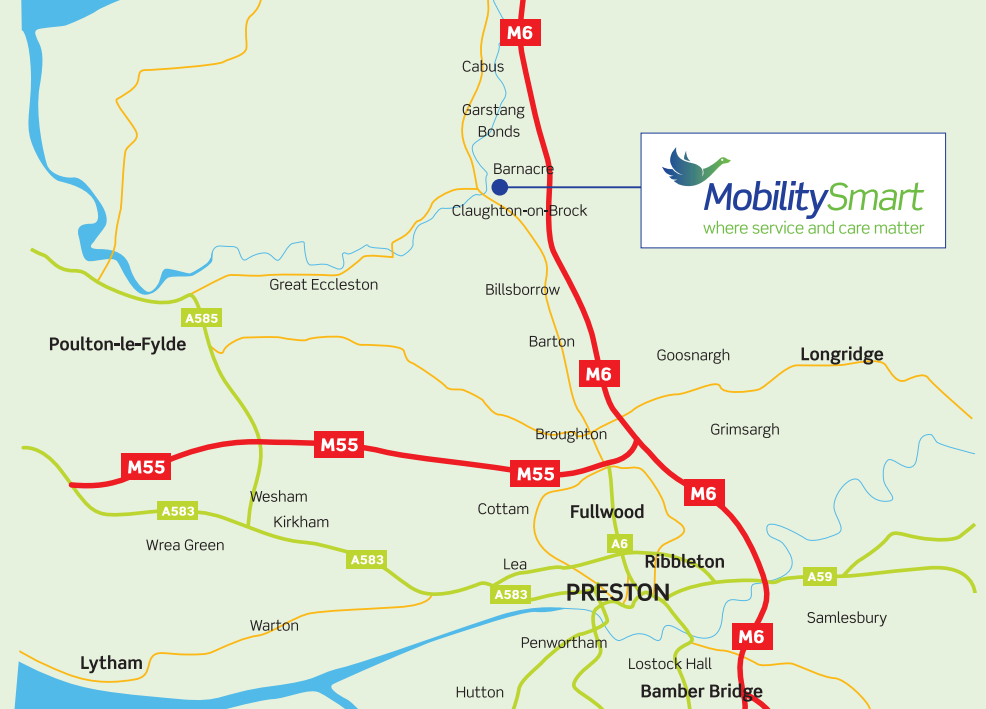 M6
Cabus
Garstang
Bonds
Barnacre
Claughton-on-Brock
MobilitySmart
where service and care matter
Great Eccleston
Billsborrow
A585
Poulton-le-Fylde
Barton
Goosnargh
Longridge
M6
Broughton
Grimsargh
M55
M55
M55
M6
Wesham
Kirkham
A583
Cottam
Fullwood
Wrea Green
A6
A583
Lea
Ribbleton
A59
A583
PRESTON
Warton
Samlesbury
M6
Penwortham
Lytham
Lostock Hall
Hutton
Bamber Bridge